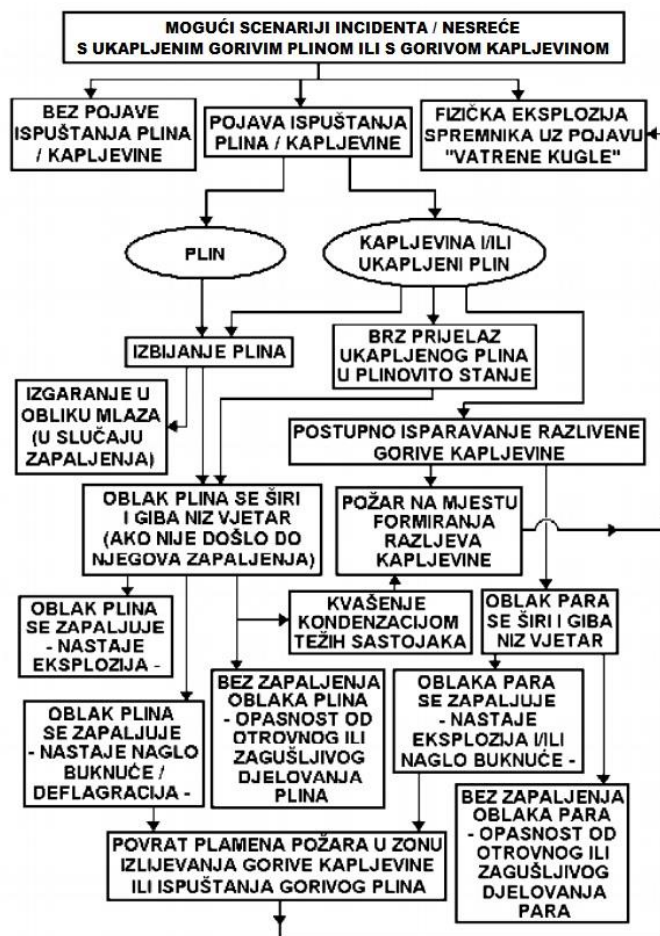 MOGUĆI SCENARIJI INCIDENTA / NESREĆE
S UKAPLJENIM GORIVIM PLINOM ILI S GORIVOM KAPLJEVINOM
BEZ POJAVE
ISPUŠTANJA PLINA
/ KAPLJEVINE
POJAVA ISPUŠTANJA
PLINA / KAPLJEVINE
FIZIČKA EKSPLOZIJA
SPREMNIKA UZ POJAVU
"VATRENE KUGLE"
PLIN
KAPLJEVINA I/ILI
UKAPLJENI PLIN
IZBIJANJE PLINA
BRZ PRIJELAZ
UKAPLJENOG PLINA
U PLINOVITO STANJE
IZGARANJE U
OBLIKU MLAZA
(U SLUČAJU
ZAPALJENJA)
POSTUPNO ISPARAVANJE RAZLIVENE
GORIVE KAPLJEVINE
OBLAK PLINA SE ŠIRI
I GIBA NIZ VJETAR
(AKO NIJE DOŠLO DO
NJEGOVA ZAPALJENJA)
POŽAR NA MJESTU
FORMIRANJA
RAZLJEVA
KAPLJEVINE
OBLAK PLINA
SE ZAPALJUJE
- NASTAJE
EKSPLOZIJA -
KVAŠENJE
KONDENZACIJOM
TEŽIH SASTOJAKA
OBLAK PARA
SE ŠIRI I GIBA
NIZ VJETAR
OBLAK PLINA
SE ZAPALJUJE
- NASTAJE NAGLO
BUKNUĆE /
DEFLAGRACIJA -
BEZ ZAPALJENJA
OBLAKA PLINA
- OPASNOST OD
OTROVNOG ILI
ZAGUŠLJIVOG
DJELOVANJA
PLINA
OBLAKA PARA
SE ZAPALJUJE
- NASTAJE
EKSPLOZIJA I/ILI
NAGLO BUKNUĆE -
BEZ ZAPALJENJA
OBLAKA PARA
- OPASNOST OD
OTROVNOG ILI
ZAGUŠLJIVOG
DJELOVANJA
PARA
POVRAT PLAMENA POŽARA U ZONU
IZLIJEVANJA GORIVE KAPLJEVINE
ILI ISPUŠTANJA GORIVOG PLINA